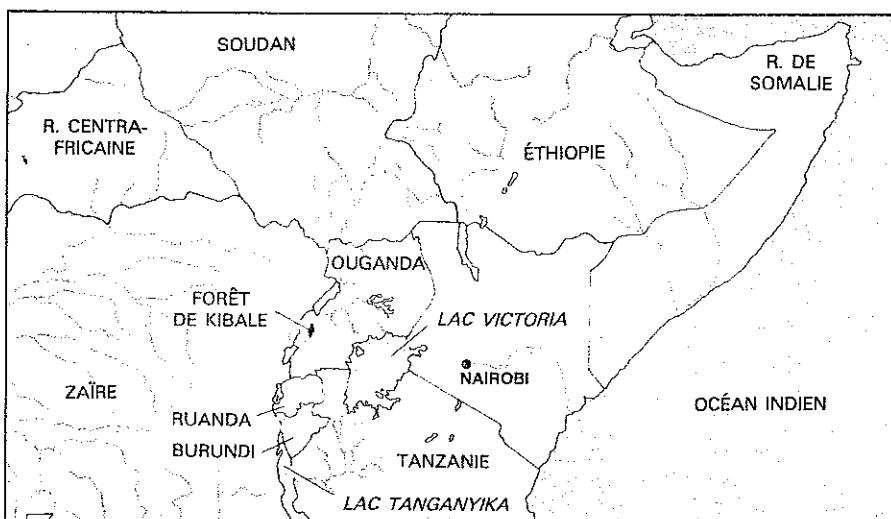 SOUDAN
R. DE
SOMALIE
R. CENTRA-
FRICAINE
ÉTHIOPIE
OUGANDA
FORÊT
DE KIBALE
LAC VICTORIA
NAIROBI
ZAÏRE
OCÉAN INDIEN
RUANDA
BURUNDI
TANZANIE
LAC TANGANYIKA